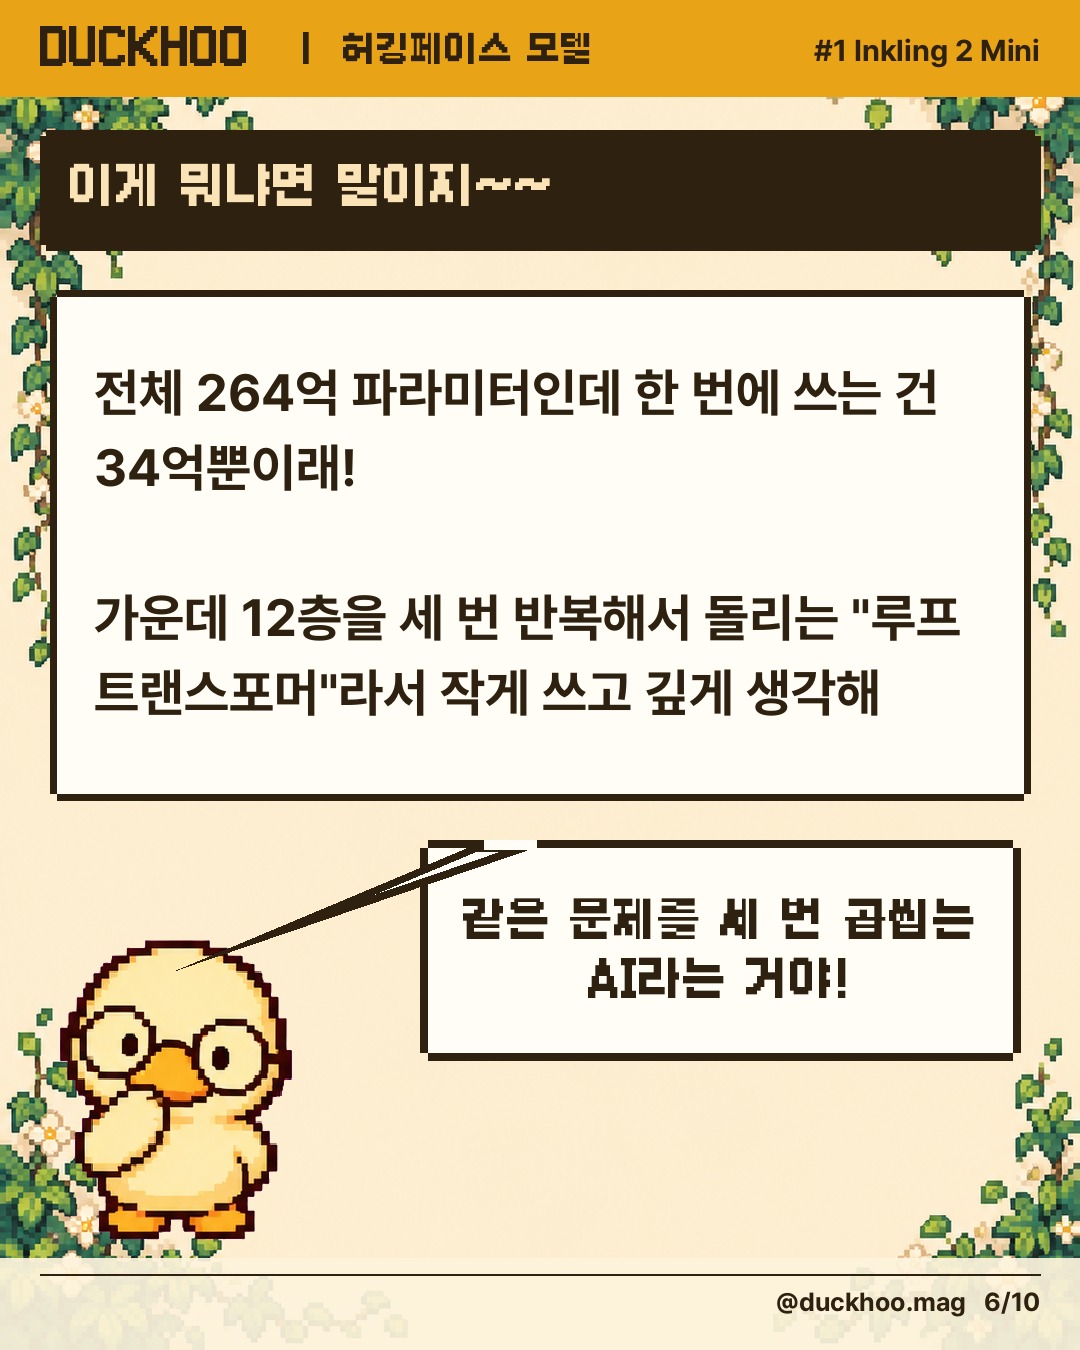 DUCKHOO | 허깅페이스 모델 #1 Inkling 2 Mini
이게 뭐냐면 말이지~~
전체 264억 파라미터인데 한 번에 쓰는 건
34억뿐이래!
가운데 12층을 세 번 반복해서 돌리는 "루프
트랜스포머"라서 작게 쓰고 깊게 생각해
같은 문제를 세 번 곱씹는
AI라는 거야!
@duckhoo.mag 6/10